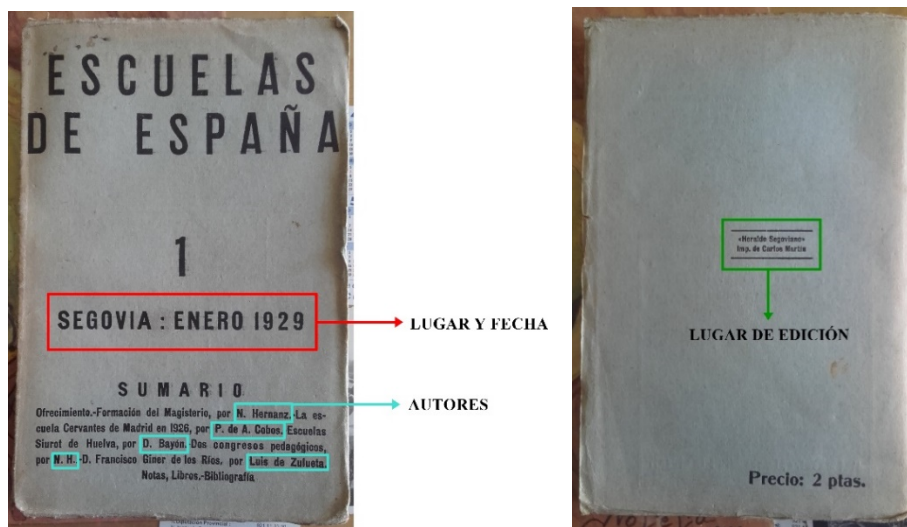 ESCUELAS
DE ESPAÑA
1
SEGOVIA : ENERO 1929
LUGAR Y FECHA
SUMARIO
AUTORES
Ofrecimiento.-Formación del Magisterio, por N. Hernanz.-La es-
cuela Cervantes de Madrid en 1926, por P. de A. Cobos. Escuelas
Siurot de Huelva, por D. Bayón.-Dos congresos pedagógicos,
por N. H.-D. Francisco Giner de los Ríos, por Luis de Zulueta.
Notas, Libros.-Bibliografía
«Heraldo Segoviano»
Imp. de Carlos Martín
LUGAR DE EDICIÓN
Precio: 2 ptas.